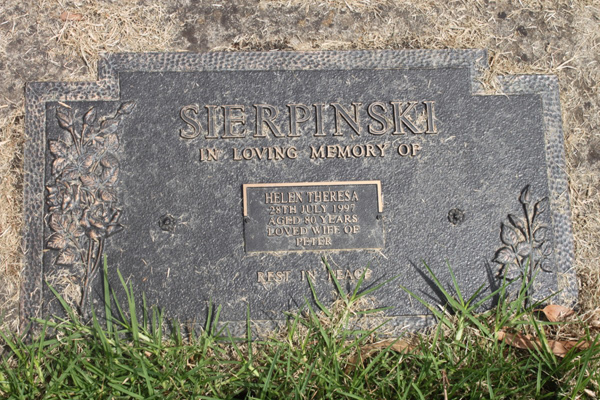 SIERPINSKI
IN LOVING MEMORY OF
HELEN THERESA
28TH JULY 1997
AGED 80 YEARS
LOVED WIFE OF
PETER
REST IN PEACE